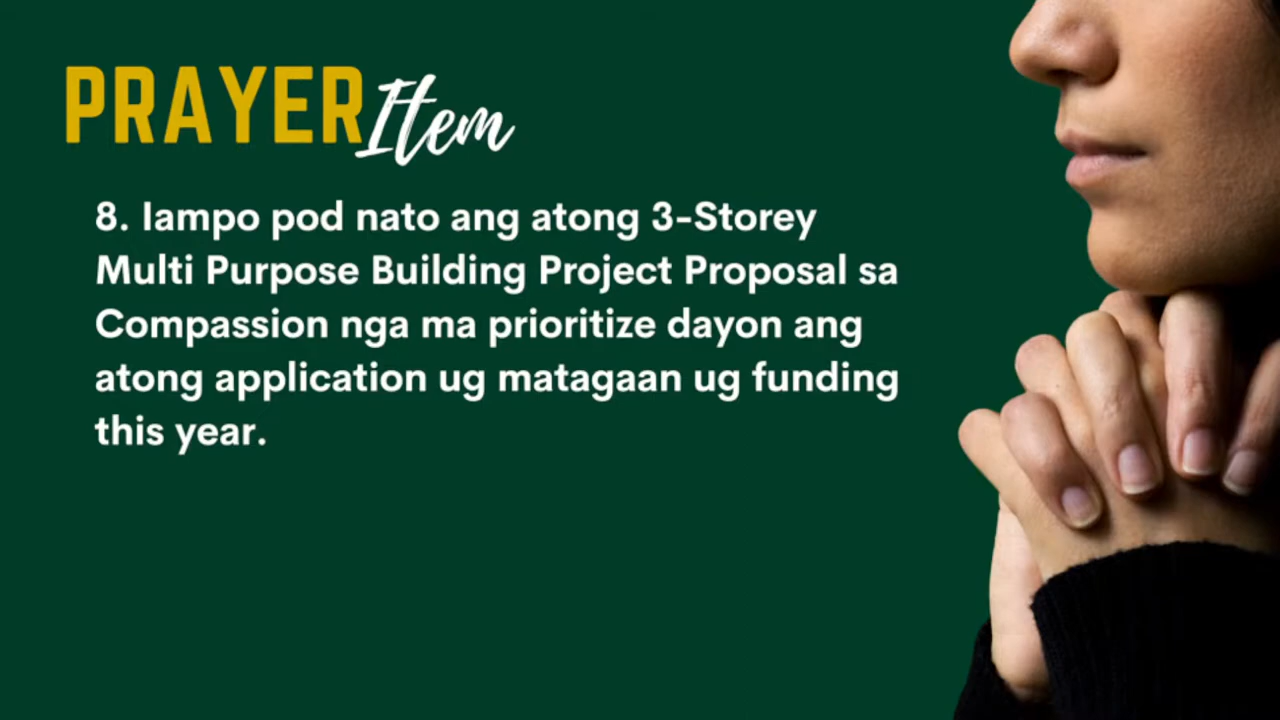 PRAYER Item
8. Iampo pod nato ang atong 3-Storey
Multi Purpose Building Project Proposal sa
Compassion nga ma prioritize dayon ang
atong application ug matagaan ug funding
this year.